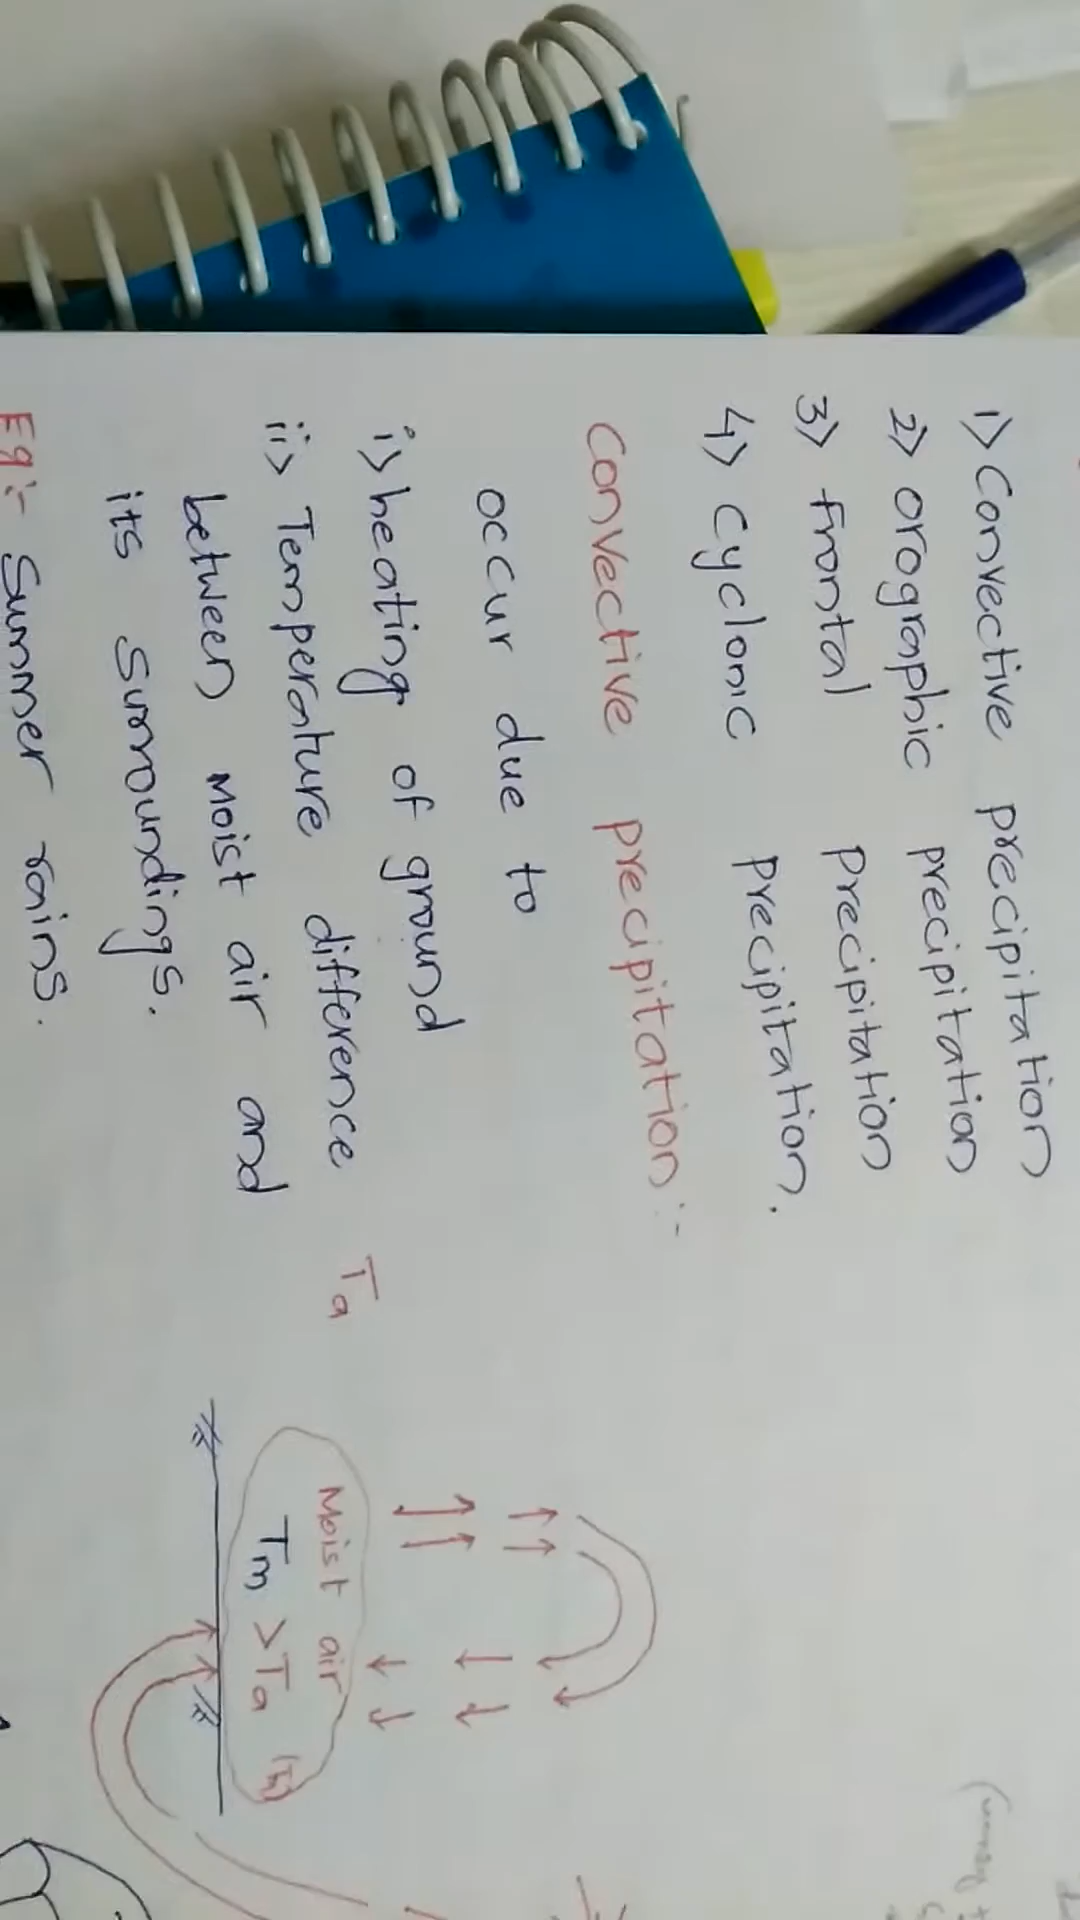 1) Convective precipitation
2) orographic precipitation
3) frontal precipitation
4) Cyclonic precipitation.
Convective precipitation:-
occur due to
i) heating of ground
ii) Temperature difference
between moist air and
its surroundings.
Eg:- Summer rains.
Ta
Moist air
Tm >Ta